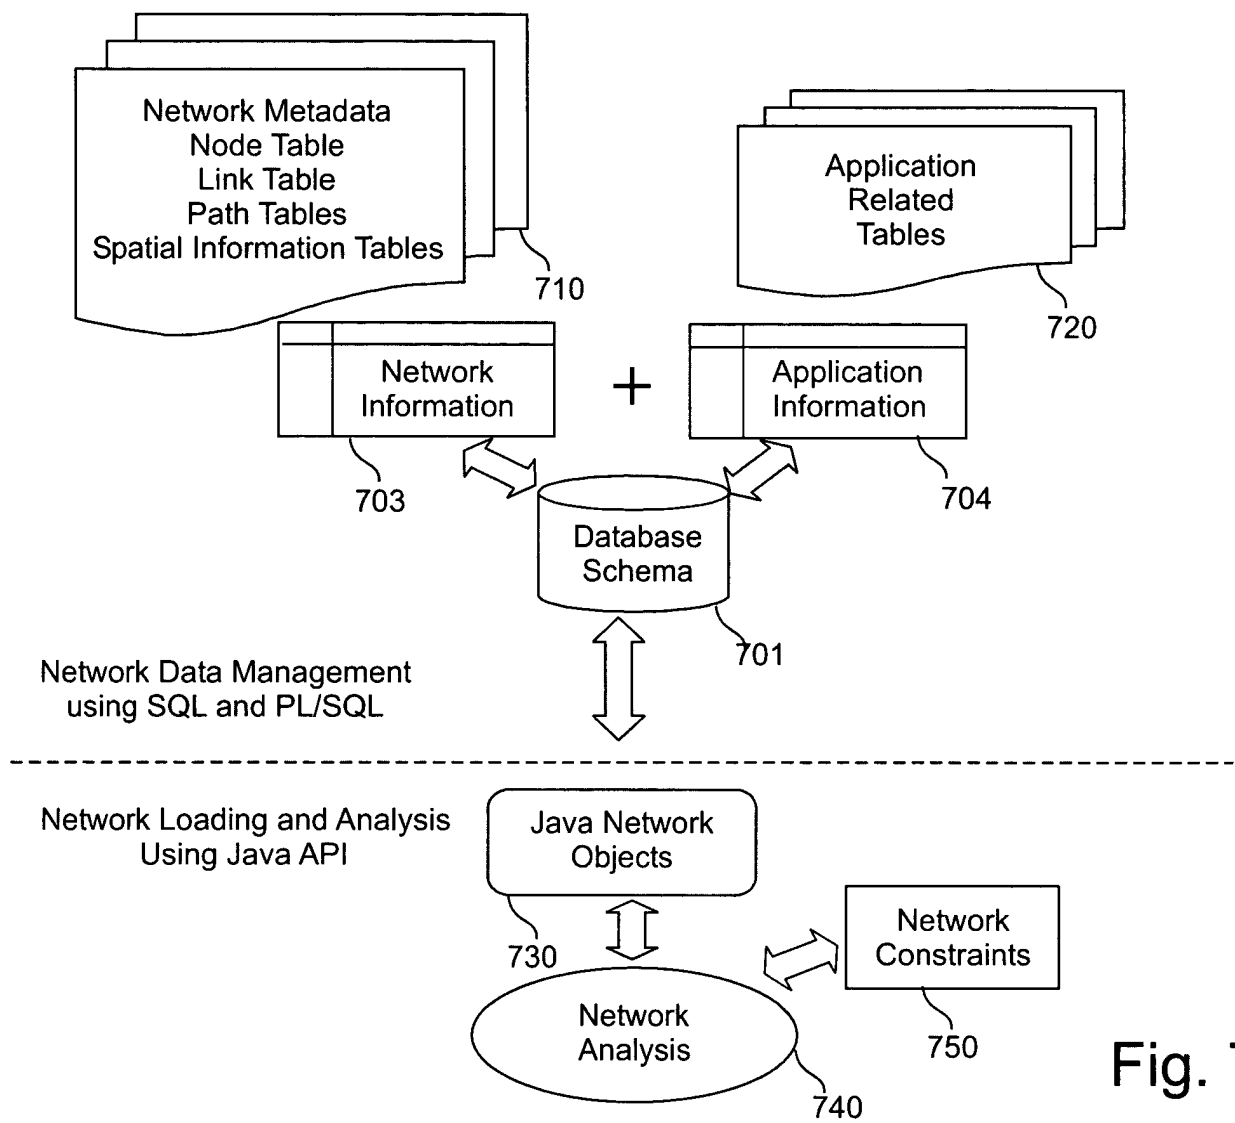 Network Metadata
Node Table
Link Table
Path Tables
Spatial Information Tables
710
Application
Related
Tables
720
Network
Information
703
+
Application
Information
704
Database
Schema
701
Network Data Management
using SQL and PL/SQL
Network Loading and Analysis
Using Java API
Java Network
Objects
730
Network
Constraints
750
Network
Analysis
740
Fig.